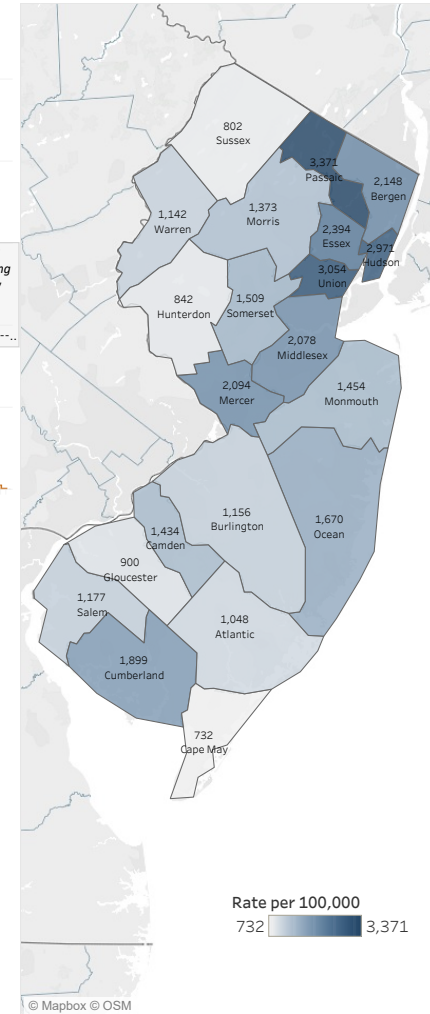 802
Sussex
3,371
Passaic
2,148
Bergen
1,142
Warren
1,373
Morris
2,394
Essex
2,971
Hudson
3,054
Union
ng
842
Hunterdon
1,509
Somerset
--..
2,078
Middlesex
2,094
Mercer
1,454
Monmouth
1,156
Burlington
1,670
Ocean
1,434
Camden
900
Gloucester
1,177
Salem
1,048
Atlantic
1,899
Cumberland
732
Cape May
Rate per 100,000
732 3,371
© Mapbox © OSM